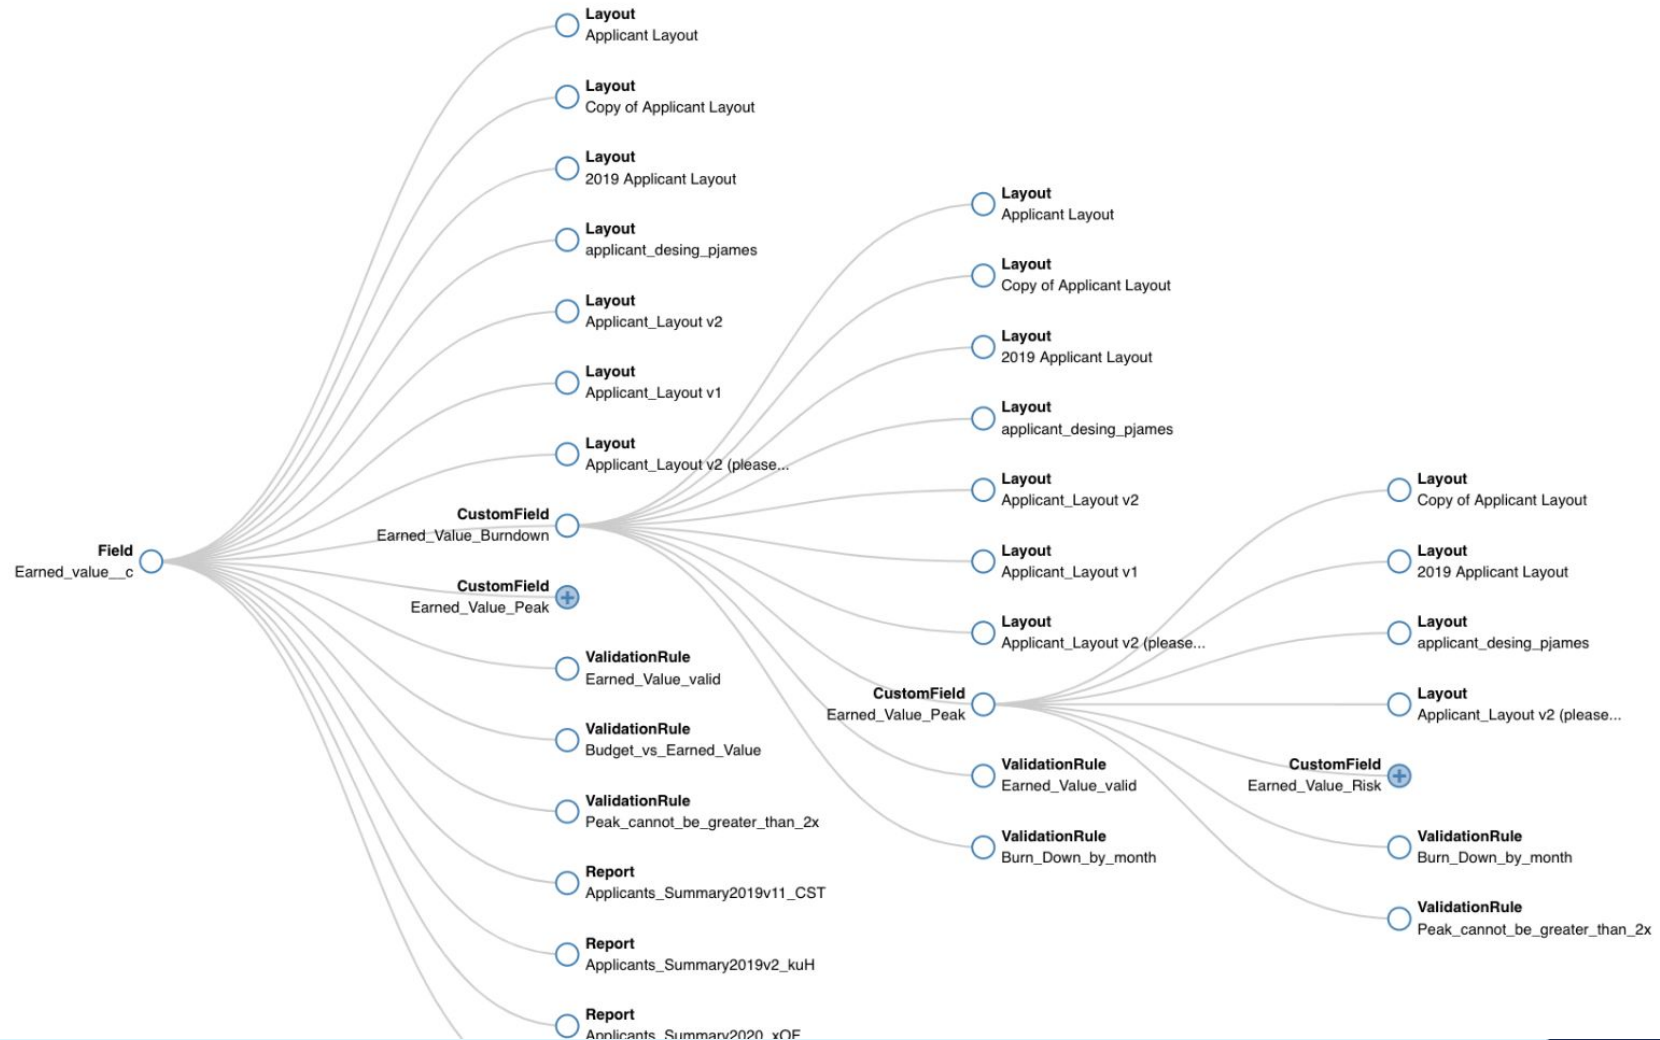 Field
Earned_value__c
Layout
Applicant Layout
Layout
Copy of Applicant Layout
Layout
2019 Applicant Layout
Layout
applicant_desing_pjames
Layout
Applicant_Layout v2
Layout
Applicant_Layout v1
Layout
Applicant_Layout v2 (please...
CustomField
Earned_Value_Burndown
CustomField
Earned_Value_Peak
ValidationRule
Earned_Value_valid
ValidationRule
Budget_vs_Earned_Value
ValidationRule
Peak_cannot_be_greater_than_2x
Report
Applicants_Summary2019v11_CST
Report
Applicants_Summary2019v2_kuH
Report
Applicants_Summary2020
Layout
Applicant Layout
Layout
Copy of Applicant Layout
Layout
2019 Applicant Layout
Layout
applicant_desing_pjames
Layout
Applicant_Layout v2
Layout
Applicant_Layout v1
Layout
Applicant_Layout v2 (please...
CustomField
Earned_Value_Peak
ValidationRule
Earned_Value_valid
ValidationRule
Burn_Down_by_month
Layout
Copy of Applicant Layout
Layout
2019 Applicant Layout
Layout
applicant_desing_pjames
Layout
Applicant_Layout v2 (please...
CustomField
Earned_Value_Risk
ValidationRule
Burn_Down_by_month
ValidationRule
Peak_cannot_be_greater_than_2x